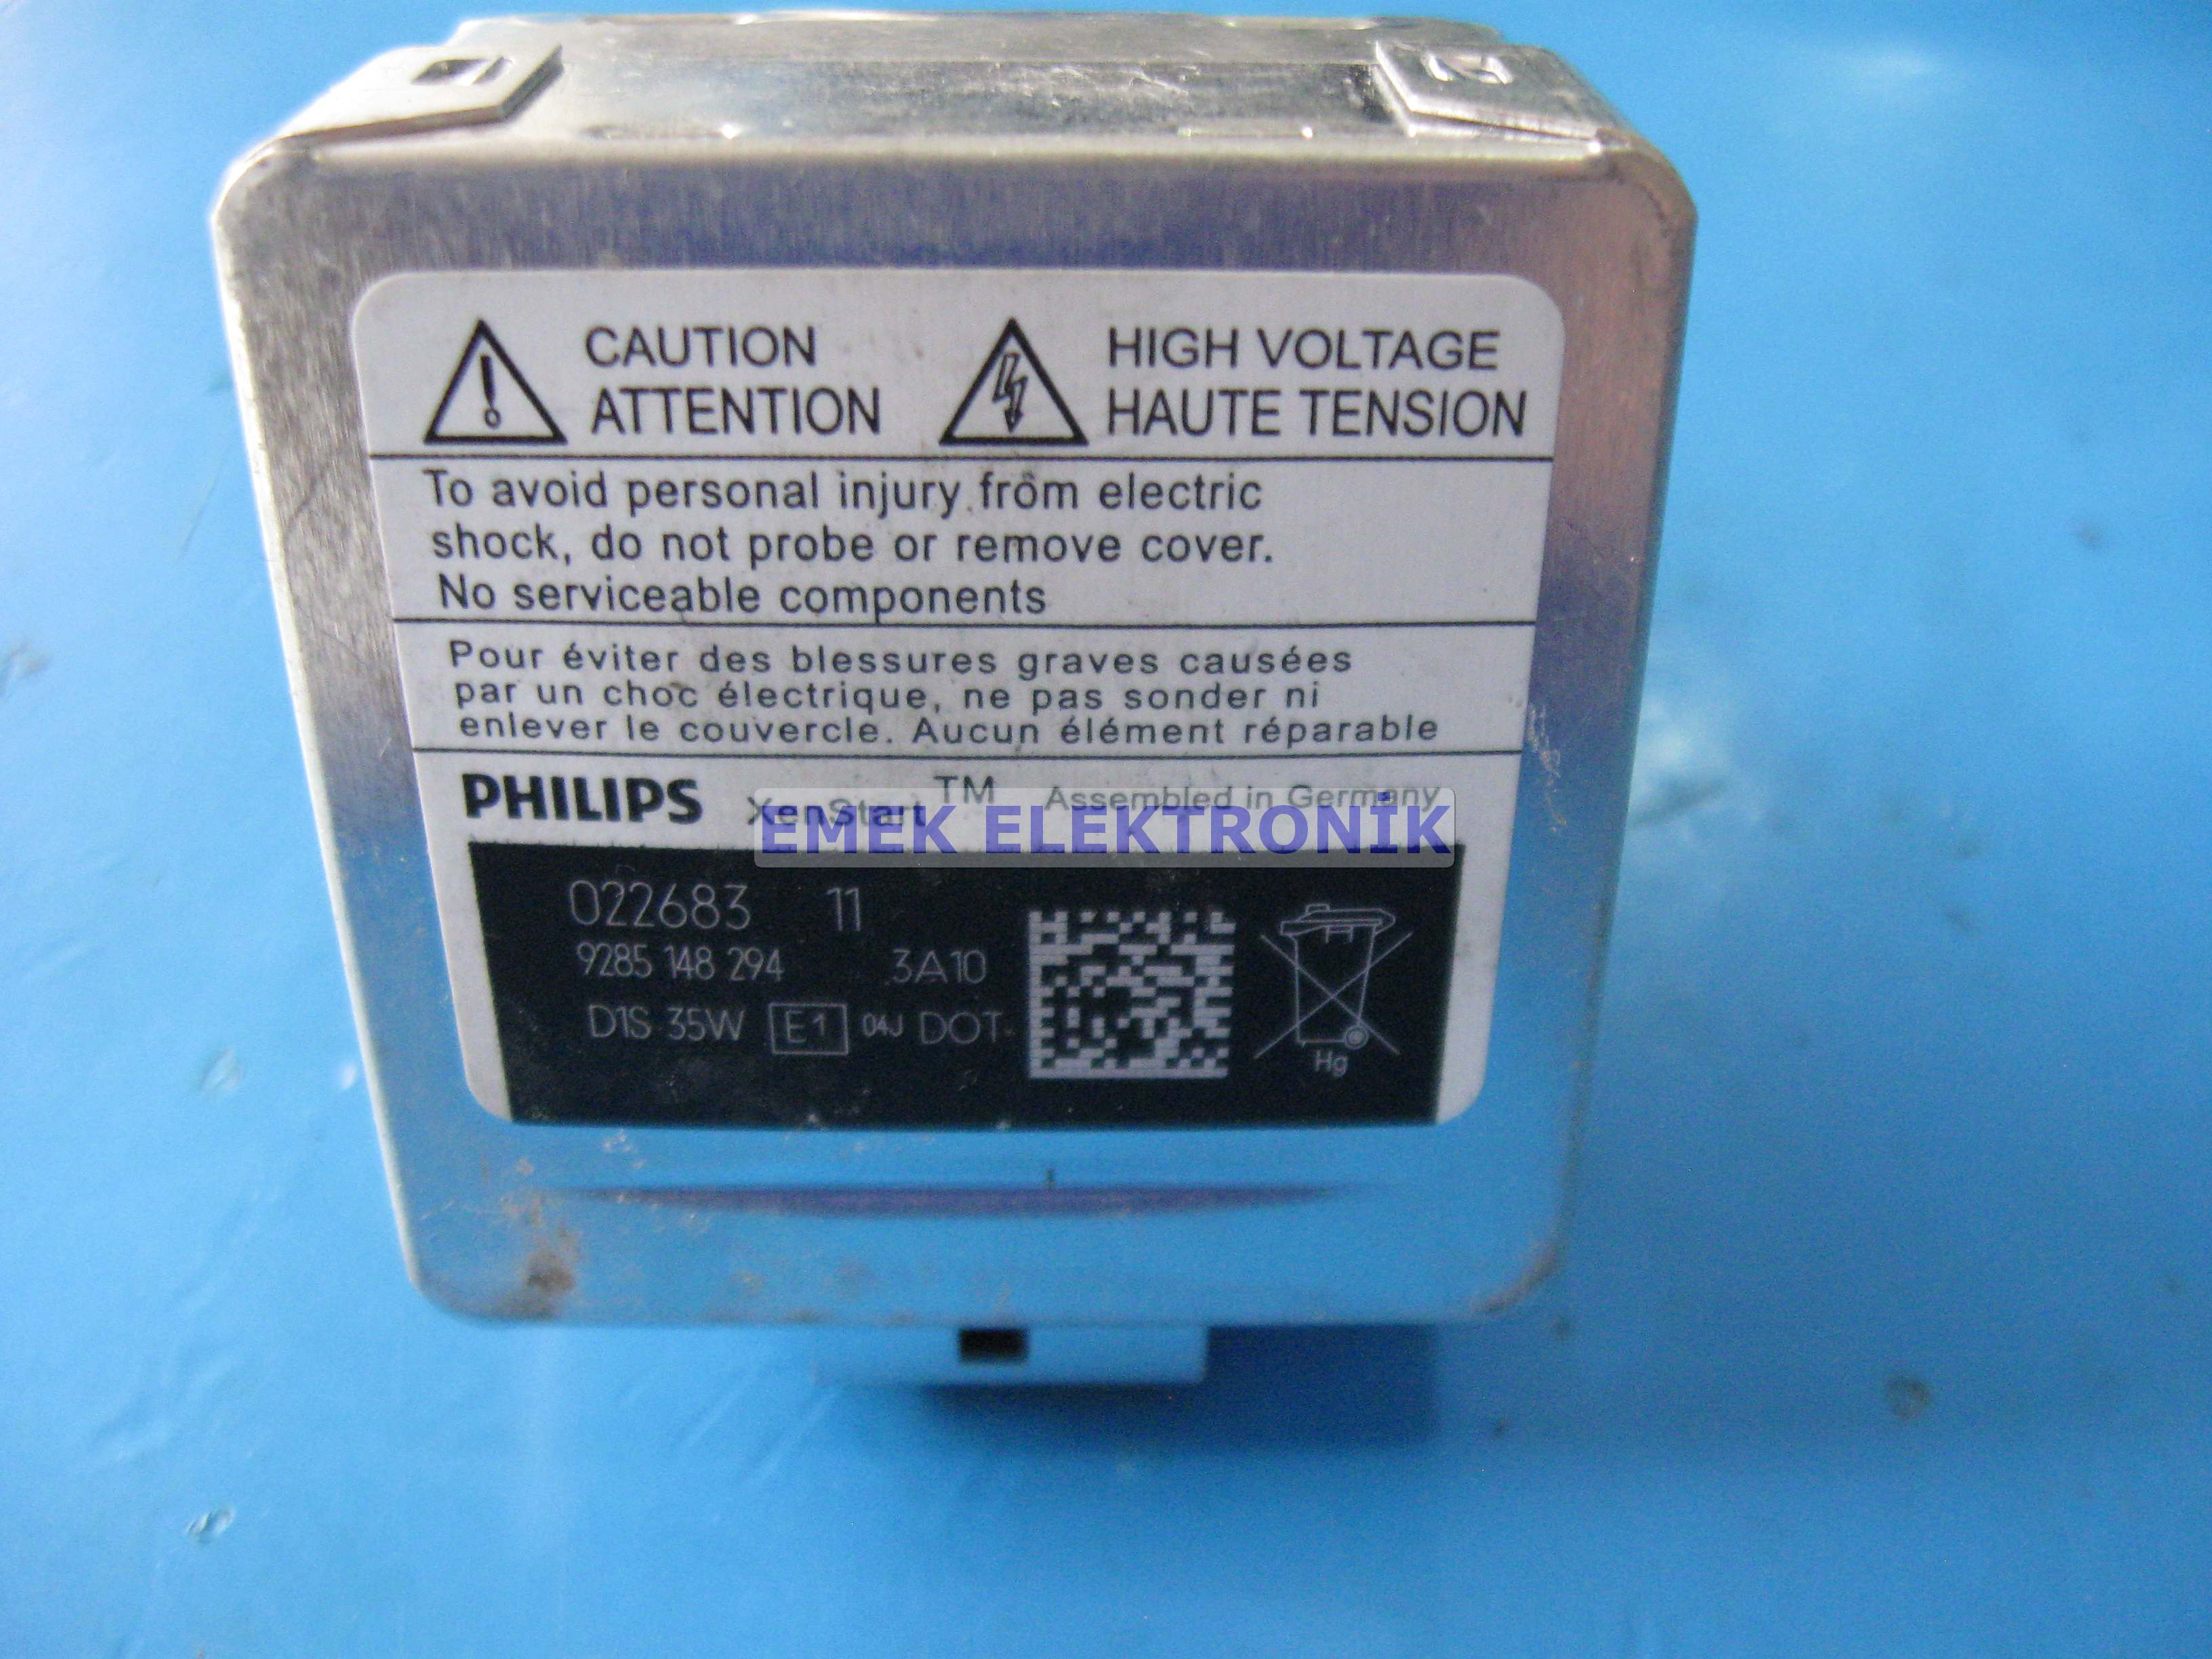 CAUTION
ATTENTION
HIGH VOLTAGE
HAUTE TENSION
To avoid personal injury from electric
shock, do not probe or remove cover.
No serviceable components
Pour éviter des blessures graves causées
par un choc électrique, ne pas sonder ni
enlever le couvercle. Aucun élément réparable
PHILIPS XenStart TM Assembled in Germany
EMEK ELEKTRONİK
022683 11
9285 148 294 3A10
D1S 35W E1 04J DOT
Hg